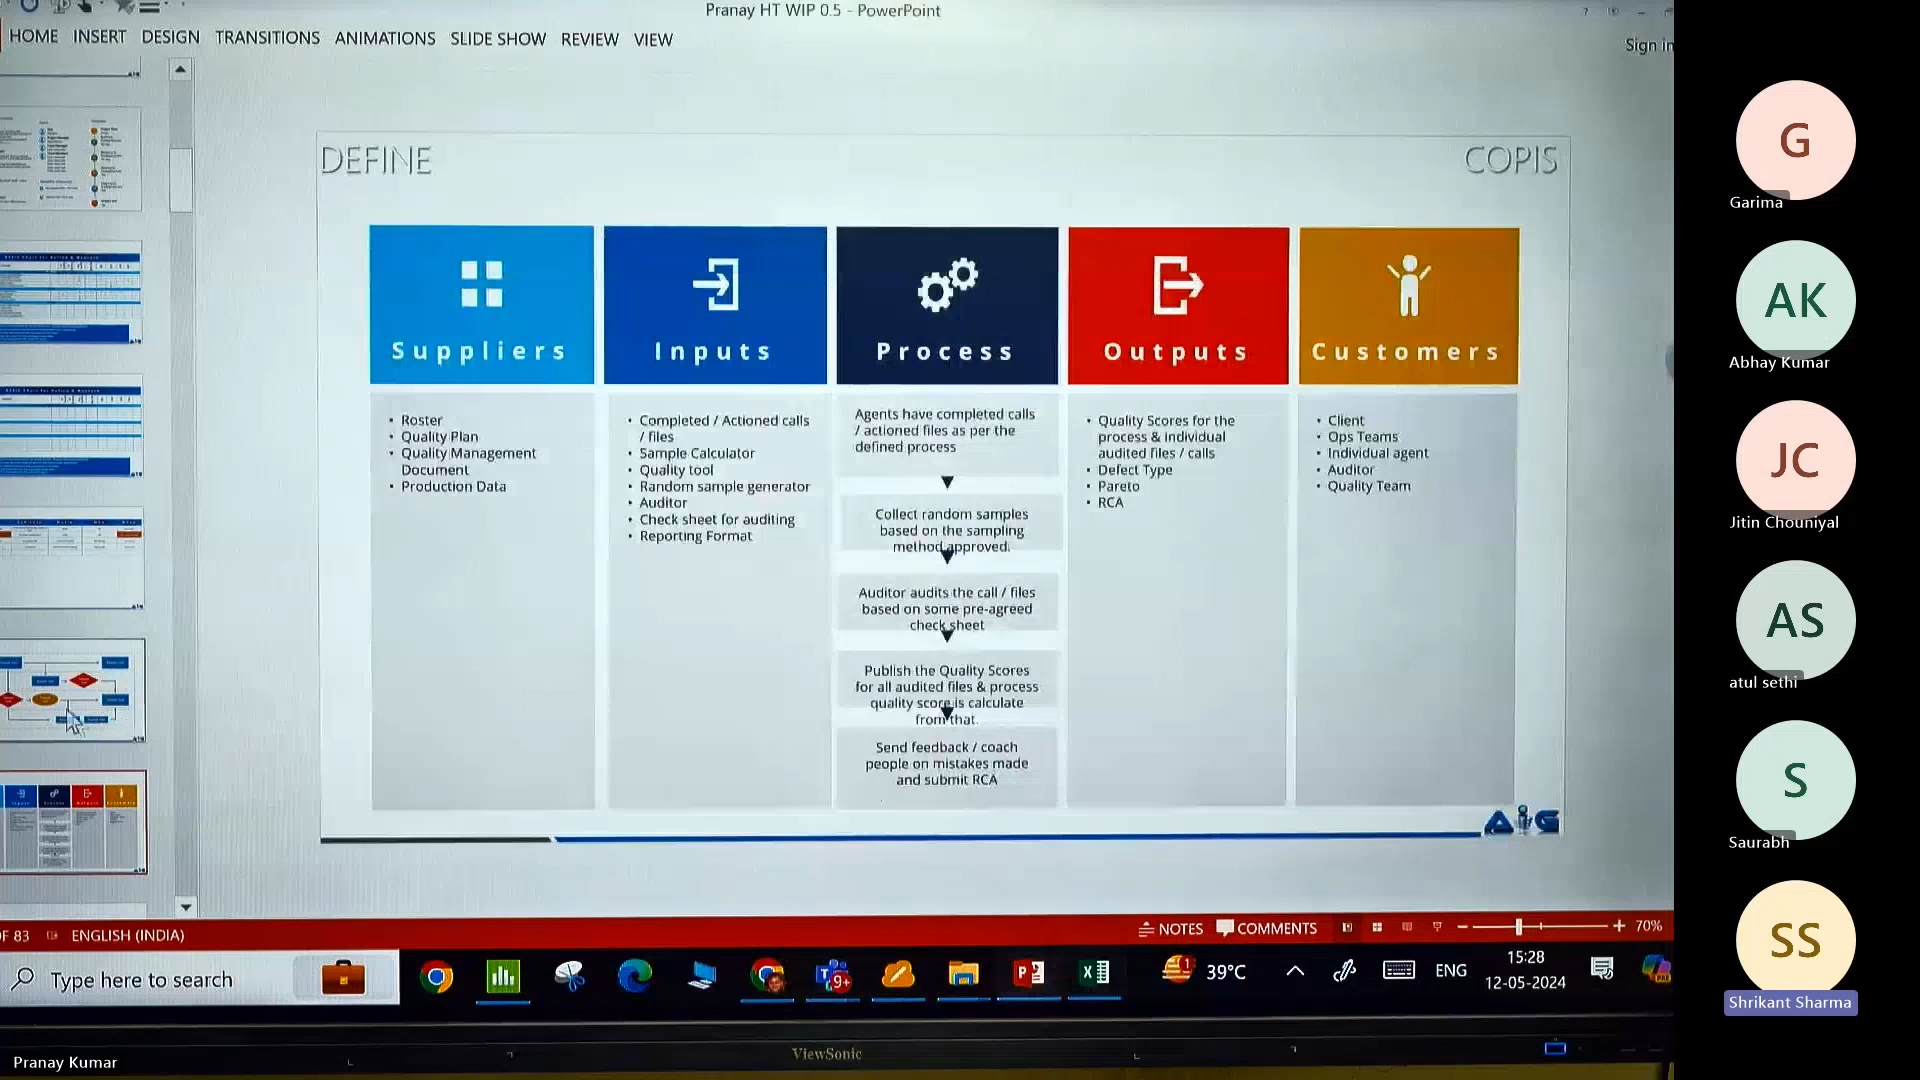 Pranay HT WIP 0.5 - PowerPoint
HOME INSERT DESIGN TRANSITIONS ANIMATIONS SLIDE SHOW REVIEW VIEW
Sign in
DEFINE
COPIS
Suppliers
Inputs
Process
Outputs
Customers
• Roster
• Quality Plan
• Quality Management
Document
• Production Data
• Completed / Actioned calls
/ files
• Sample Calculator
• Quality tool
• Random sample generator
• Auditor
• Check sheet for auditing
• Reporting Format
Agents have completed calls
/ actioned files as per the
defined process
Collect random samples
based on the sampling
method approved.
Auditor audits the call / files
based on some pre-agreed
check sheet
Publish the Quality Scores
for all audited files & process
quality score is calculate
from that.
Send feedback / coach
people on mistakes made
and submit RCA
• Quality Scores for the
process & individual
audited files / calls
• Defect Type
• Pareto
• RCA
• Client
• Ops Teams
• Individual agent
• Auditor
• Quality Team
AiG
OF 83 ENGLISH (INDIA)
NOTES COMMENTS 70%
Type here to search
9+
1
39°C
ENG
15:28
12-05-2024
ViewSonic
Pranay Kumar
G
Garima
AK
Abhay Kumar
JC
Jitin Chouniyal
AS
atul sethi
S
Saurabh
SS
Shrikant Sharma